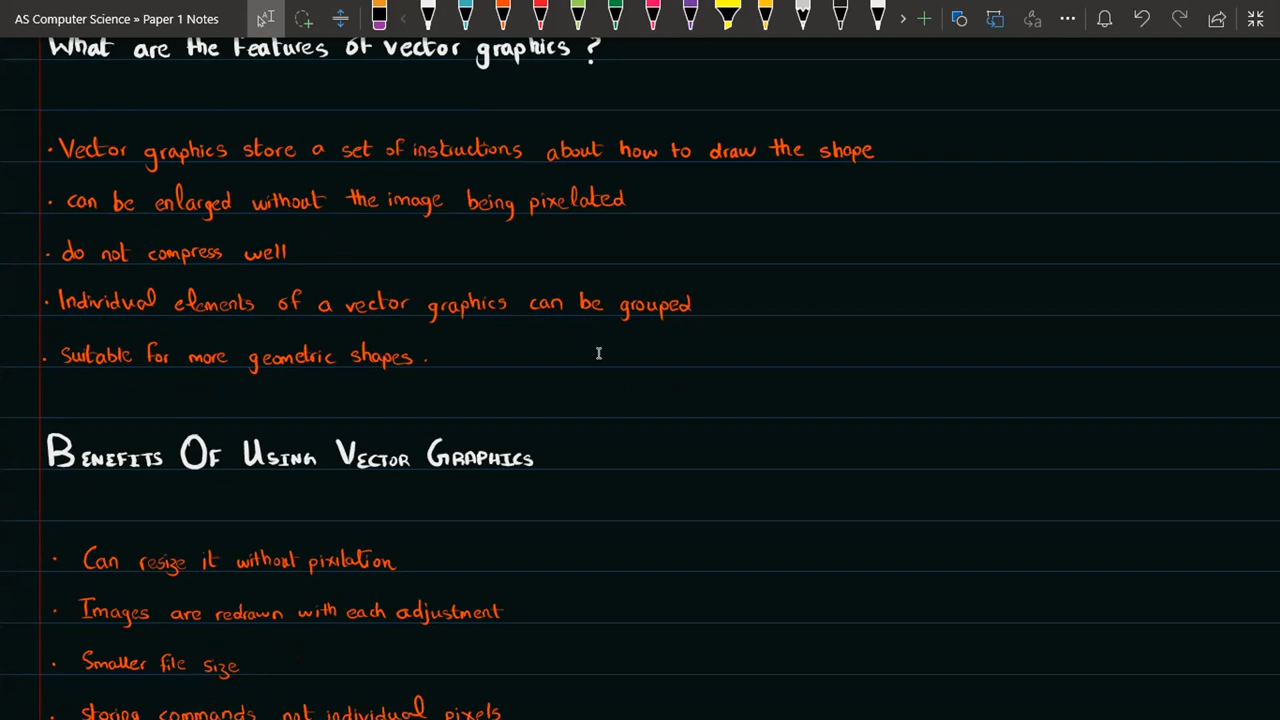 AS Computer Science » Paper 1 Notes
What are the Features of vector graphics ?
· Vector graphics store a set of instructions about how to draw the shape
· can be enlarged without the image being pixelated
· do not compress well
· Individual elements of a vector graphics can be grouped
· Suitable for more geometric shapes .
BENEFITS OF USING VECTOR GRAPHICS
· Can resize it without pixilation
· Images are redrawn with each adjustment
· Smaller file size
· storing commands not individual pixels